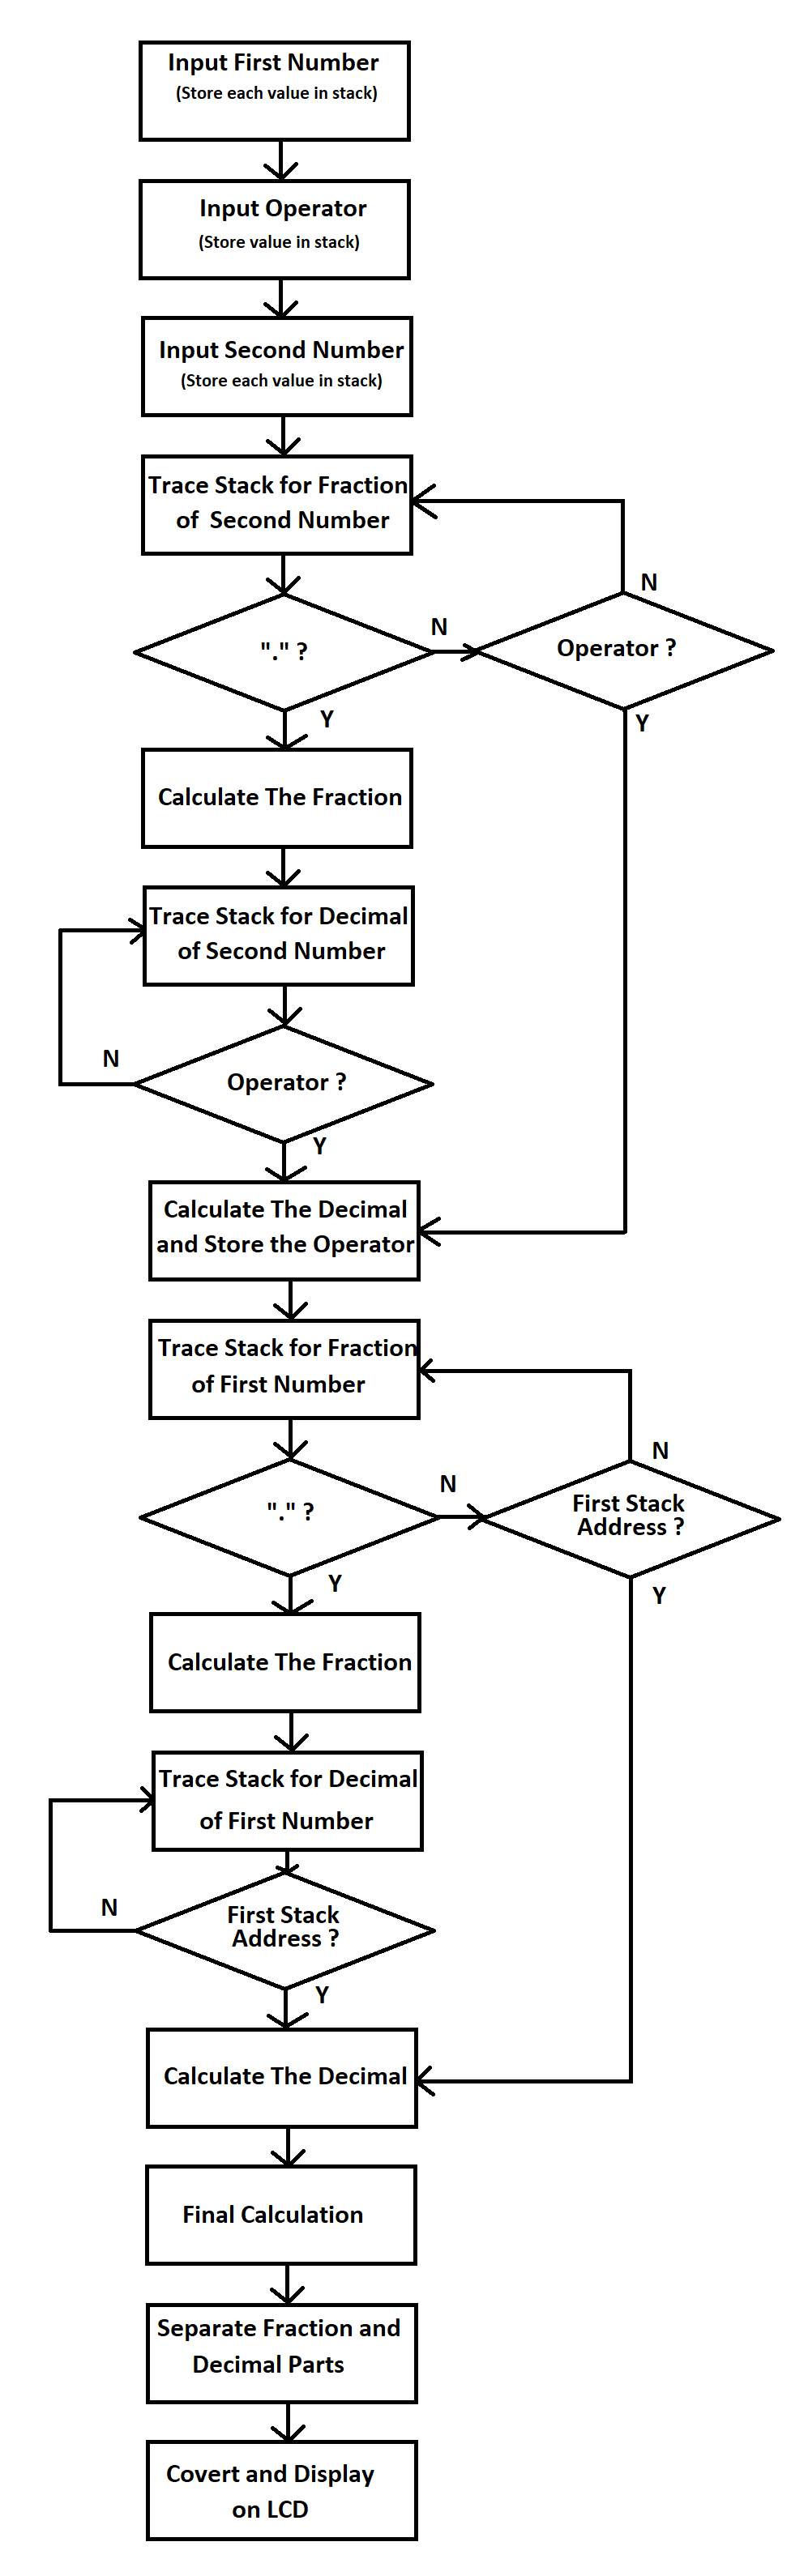 Input First Number
(Store each value in stack)
Input Operator
(Store value in stack)
Input Second Number
(Store each value in stack)
Trace Stack for Fraction
of Second Number
N
"." ?
N
Operator ?
Y
Y
Calculate The Fraction
Trace Stack for Decimal
of Second Number
N
Operator ?
Y
Calculate The Decimal
and Store the Operator
Trace Stack for Fraction
of First Number
N
"." ?
N
First Stack
Address ?
Y
Y
Calculate The Fraction
Trace Stack for Decimal
of First Number
N
First Stack
Address ?
Y
Calculate The Decimal
Final Calculation
Separate Fraction and
Decimal Parts
Covert and Display
on LCD